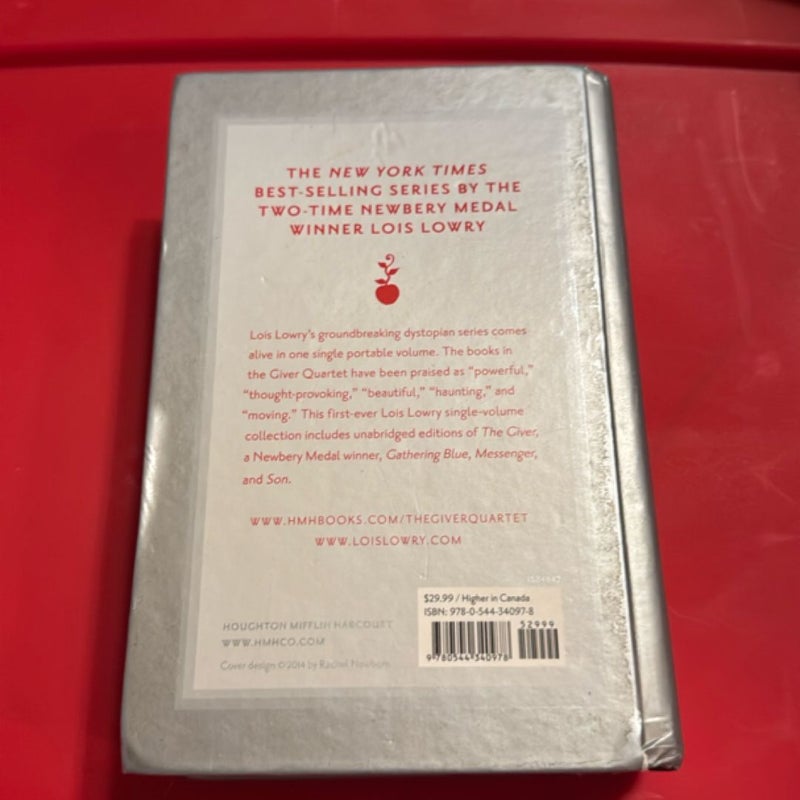 THE NEW YORK TIMES
BEST-SELLING SERIES BY THE
TWO-TIME NEWBERY MEDAL
WINNER LOIS LOWRY
Lois Lowry's groundbreaking dystopian series comes
alive in one single portable volume. The books in
the Giver Quartet have been praised as “powerful,”
“thought-provoking,” “beautiful,” “haunting,” and
“moving.” This first-ever Lois Lowry single-volume
collection includes unabridged editions of The Giver,
a Newbery Medal winner, Gathering Blue, Messenger,
and Son.
WWW.HMHBOOKS.COM/THEGIVERQUARTET
WWW.LOISLOWRY.COM
$29.99 / Higher in Canada
ISBN: 978-0-544-34097-8
52999
9 780544 340978
HOUGHTON MIFFLIN HARCOURT
WWW.HMHCO.COM
Cover design ©2014 by Rachel Newborn